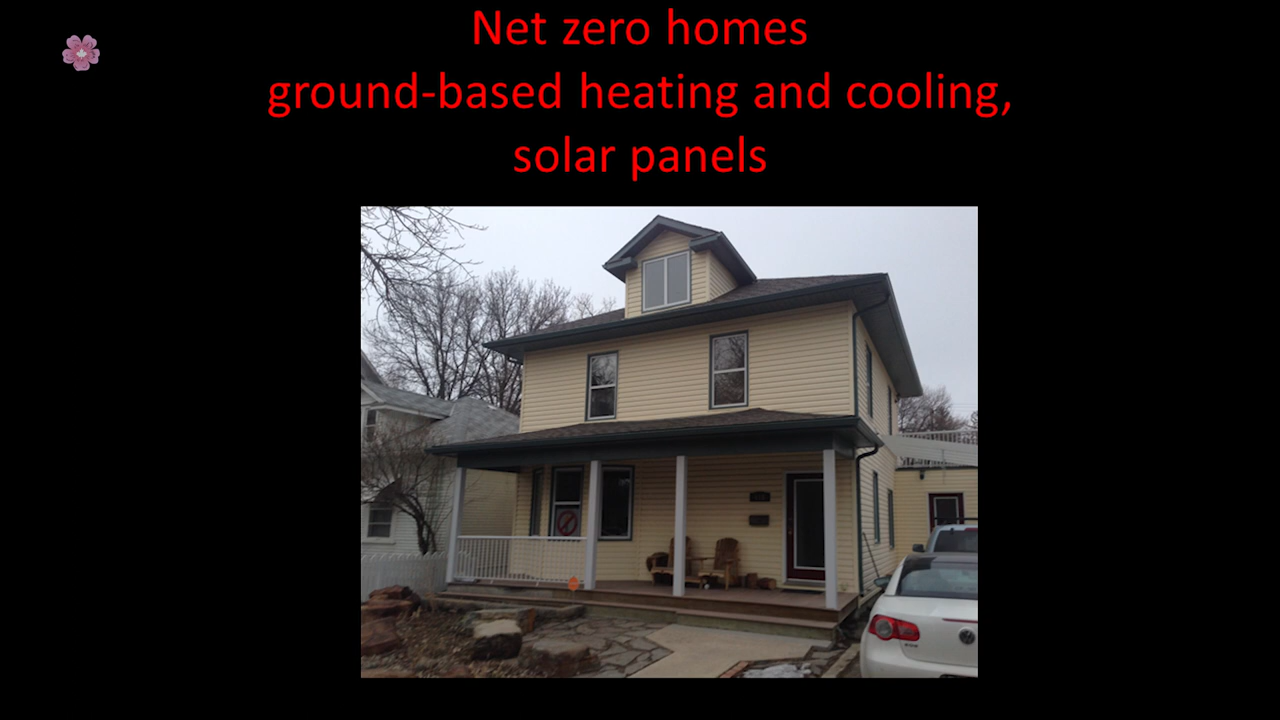 Net zero homes
ground-based heating and cooling,
solar panels